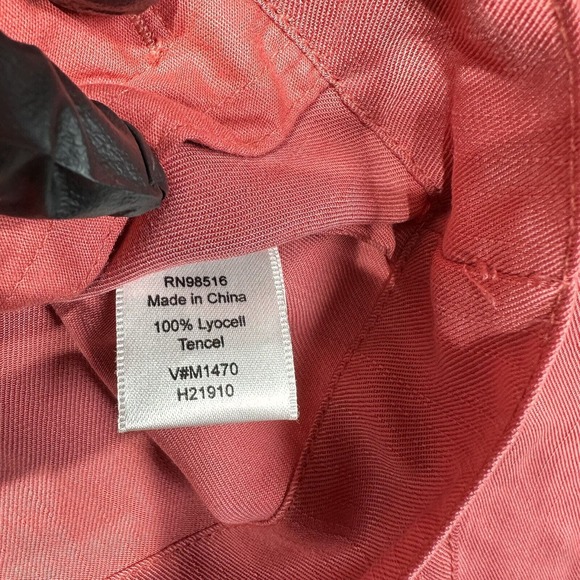 RN98516
Made in China
100% Lyocell
Tencel
V#M1470
H21910